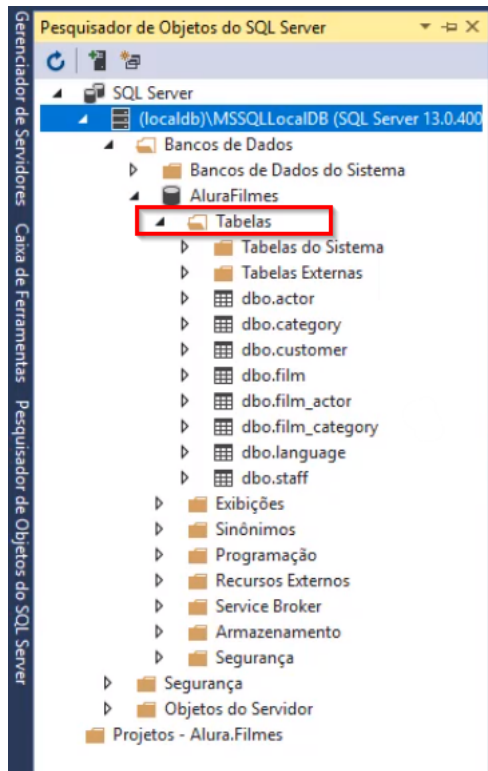 Gerenciador de Servidores
Caixa de Ferramentas
Pesquisador de Objetos do SQL Server
Pesquisador de Objetos do SQL Server
SQL Server
(localdb)\MSSQLLocalDB (SQL Server 13.0.400
Bancos de Dados
Bancos de Dados do Sistema
AluraFilmes
Tabelas
Tabelas do Sistema
Tabelas Externas
dbo.actor
dbo.category
dbo.customer
dbo.film
dbo.film_actor
dbo.film_category
dbo.language
dbo.staff
Exibições
Sinônimos
Programação
Recursos Externos
Service Broker
Armazenamento
Segurança
Segurança
Objetos do Servidor
Projetos - Alura.Filmes